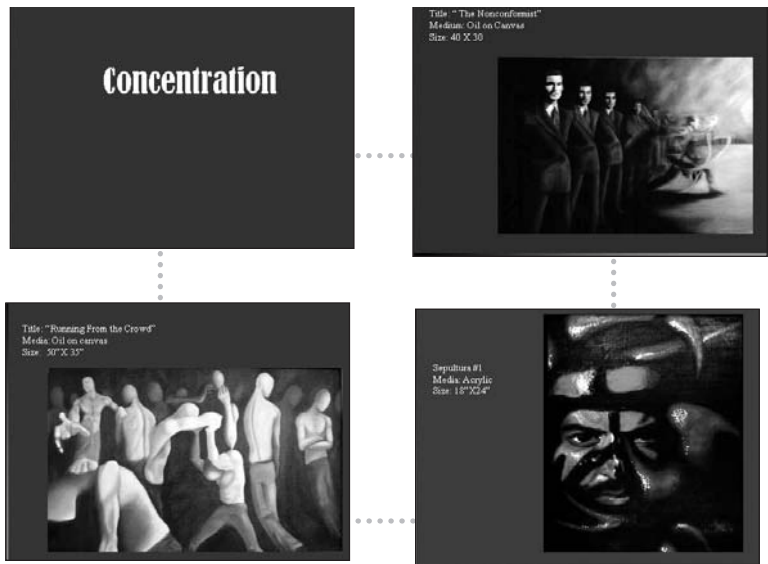 Concentration
Title: “ The Nonconformist”
Medium: Oil on Canvas
Size: 40 X 30
Title: “Running From the Crowd”
Media: Oil on canvas
Size: 50”X 35”
Sepultura #1
Media: Acrylic
Size: 18”X24”